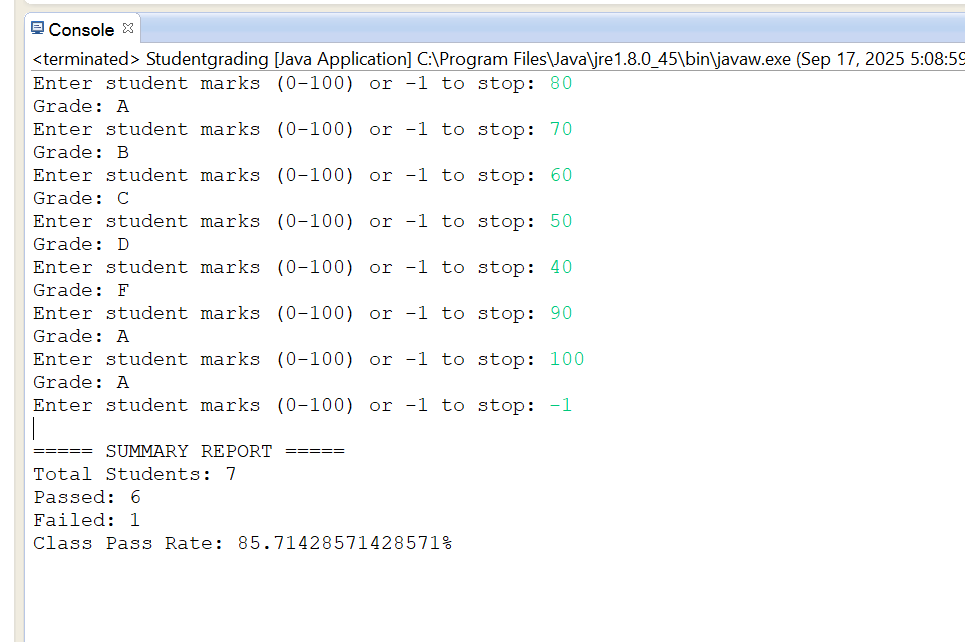 Console
<terminated> Studentgrading [Java Application] C:\Program Files\Java\jre1.8.0_45\bin\javaw.exe (Sep 17, 2025 5:08:59
Enter student marks (0-100) or -1 to stop: 80
Grade: A
Enter student marks (0-100) or -1 to stop: 70
Grade: B
Enter student marks (0-100) or -1 to stop: 60
Grade: C
Enter student marks (0-100) or -1 to stop: 50
Grade: D
Enter student marks (0-100) or -1 to stop: 40
Grade: F
Enter student marks (0-100) or -1 to stop: 90
Grade: A
Enter student marks (0-100) or -1 to stop: 100
Grade: A
Enter student marks (0-100) or -1 to stop: -1
===== SUMMARY REPORT =====
Total Students: 7
Passed: 6
Failed: 1
Class Pass Rate: 85.71428571428571%